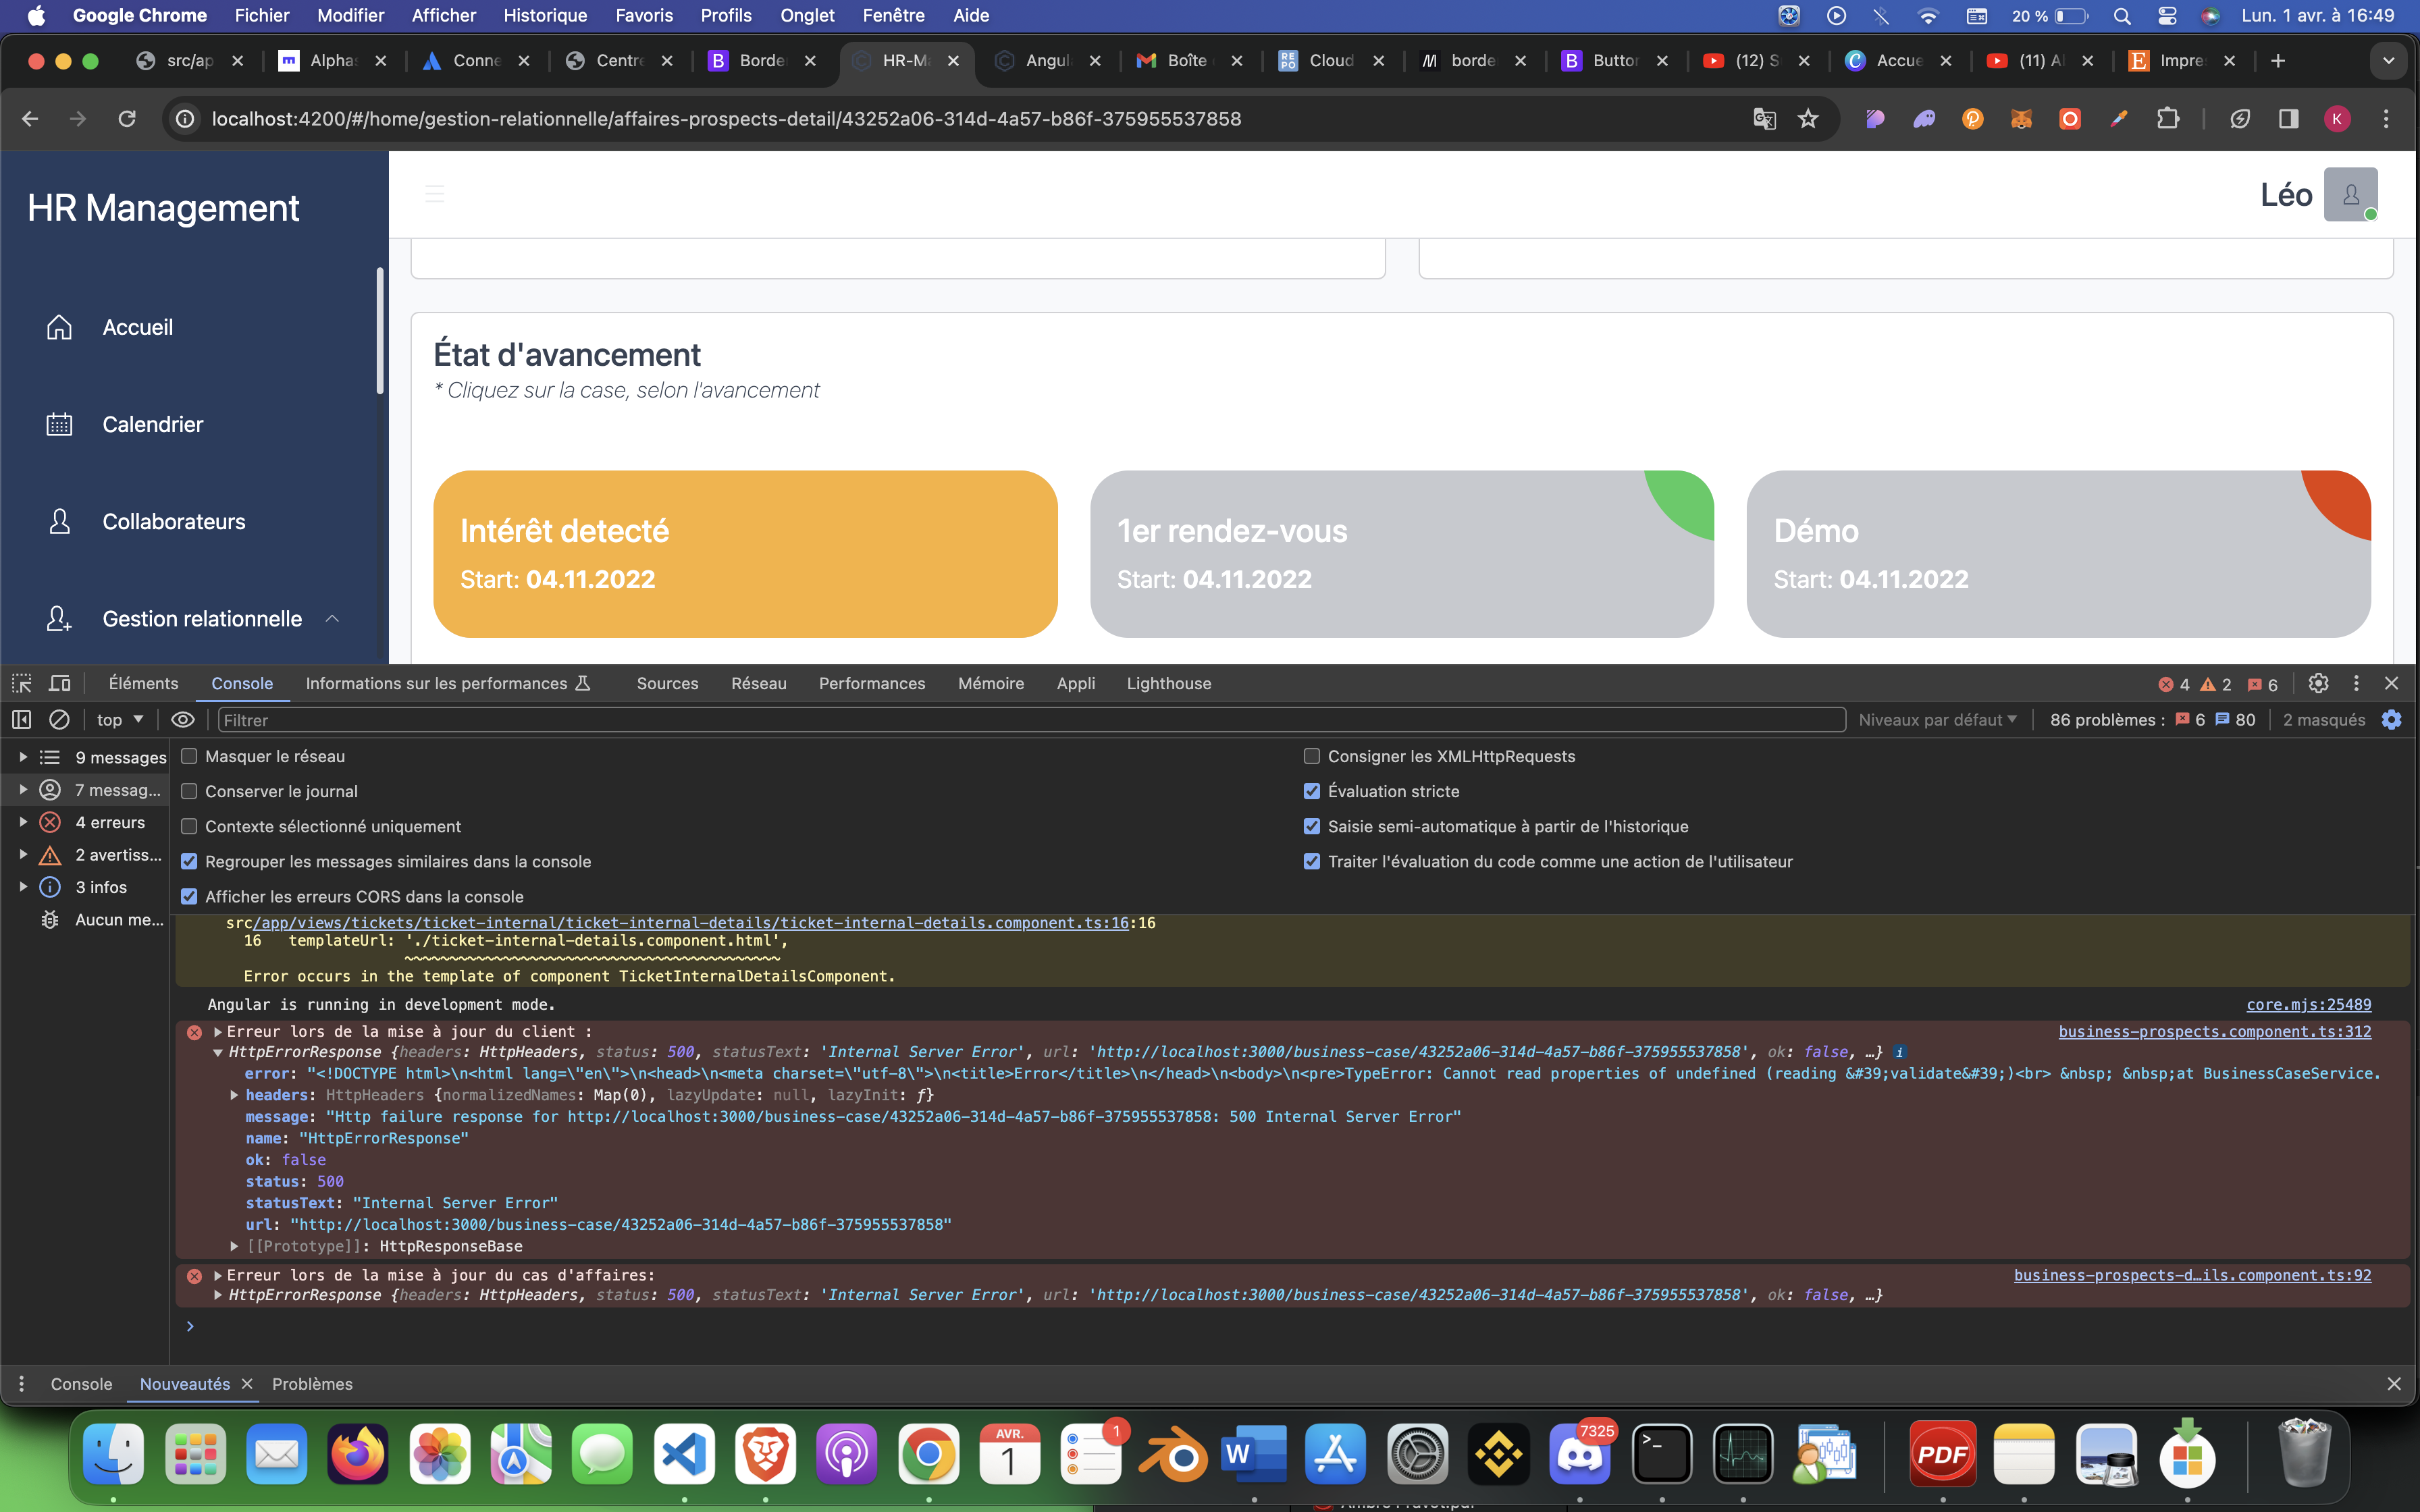 Google Chrome Fichier Modifier Afficher Historique Favoris Profils Onglet Fenêtre Aide 20 % Lun. 1 avr. à 16:49
src/ap Alpha Conne Centre Borde HR-Ma Angul Boîte Cloud borde Button (12) S Accue (11) A Impre
localhost:4200/#/home/gestion-relationnelle/affaires-prospects-detail/43252a06-314d-4a57-b86f-375955537858
K
HR Management
Léo
Accueil
Calendrier
Collaborateurs
Gestion relationnelle
État d'avancement
* Cliquez sur la case, selon l'avancement
Intérêt detecté
Start: 04.11.2022
1er rendez-vous
Start: 04.11.2022
Démo
Start: 04.11.2022
Éléments Console Informations sur les performances Sources Réseau Performances Mémoire Appli Lighthouse 4 2 6
top Filtrer Niveaux par défaut 86 problèmes : 6 80 2 masqués
9 messages
7 messag...
4 erreurs
2 avertiss...
3 infos
Aucun me...
Masquer le réseau
Conserver le journal
Contexte sélectionné uniquement
Regrouper les messages similaires dans la console
Afficher les erreurs CORS dans la console
Consigner les XMLHttpRequests
Évaluation stricte
Saisie semi-automatique à partir de l'historique
Traiter l'évaluation du code comme une action de l'utilisateur
src/app/views/tickets/ticket-internal/ticket-internal-details/ticket-internal-details.component.ts:16:16
16 templateUrl: './ticket-internal-details.component.html',
~~~~~~~~~~~~~~~~~~~~~~~~~~~~~~~~~~~~~~~~~~
Error occurs in the template of component TicketInternalDetailsComponent.
Angular is running in development mode. core.mjs:25489
Erreur lors de la mise à jour du client : business-prospects.component.ts:312
HttpErrorResponse {headers: HttpHeaders, status: 500, statusText: 'Internal Server Error', url: 'http://localhost:3000/business-case/43252a06-314d-4a57-b86f-375955537858', ok: false, …}
error: "<!DOCTYPE html>\n<html lang=\"en\">\n<head>\n<meta charset=\"utf-8\">\n<title>Error</title>\n</head>\n<body>\n<pre>TypeError: Cannot read properties of undefined (reading &#39;validate&#39;)<br> &nbsp; &nbsp;at BusinessCaseService.
headers: HttpHeaders {normalizedNames: Map(0), lazyUpdate: null, lazyInit: ƒ}
message: "Http failure response for http://localhost:3000/business-case/43252a06-314d-4a57-b86f-375955537858: 500 Internal Server Error"
name: "HttpErrorResponse"
ok: false
status: 500
statusText: "Internal Server Error"
url: "http://localhost:3000/business-case/43252a06-314d-4a57-b86f-375955537858"
[[Prototype]]: HttpResponseBase
Erreur lors de la mise à jour du cas d'affaires: business-prospects-d…ils.component.ts:92
HttpErrorResponse {headers: HttpHeaders, status: 500, statusText: 'Internal Server Error', url: 'http://localhost:3000/business-case/43252a06-314d-4a57-b86f-375955537858', ok: false, …}
Console Nouveautés Problèmes
AVR.
1
1
W
7325
PDF